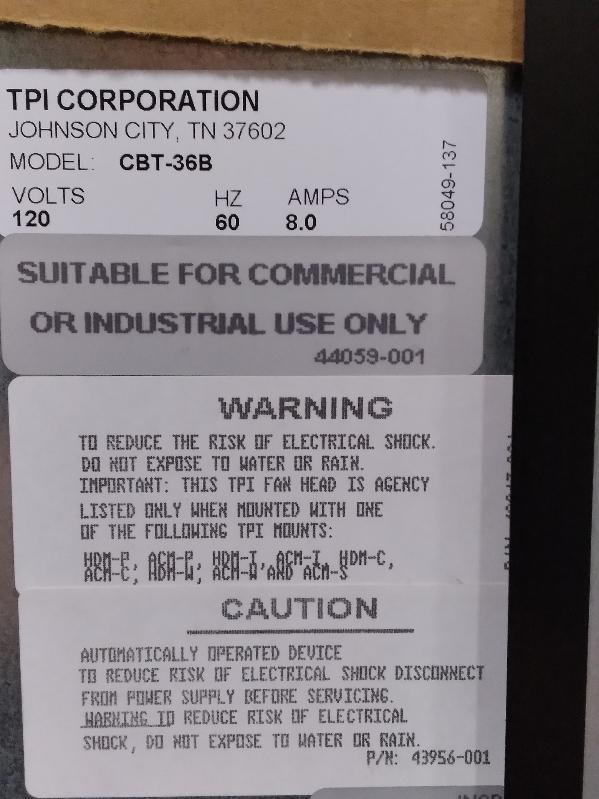 TPI CORPORATION
JOHNSON CITY, TN 37602
MODEL: CBT-36B
VOLTS HZ AMPS
120 60 8.0
58049-137
SUITABLE FOR COMMERCIAL
OR INDUSTRIAL USE ONLY
44059-001
WARNING
TO REDUCE THE RISK OF ELECTRICAL SHOCK.
DO NOT EXPOSE TO WATER OR RAIN.
IMPORTANT: THIS TPI FAN HEAD IS AGENCY
LISTED ONLY WHEN MOUNTED WITH ONE
OF THE FOLLOWING TPI MOUNTS:
HDM-P, ACM-P, HDM-T, ACM-T, HDM-C,
ACM-C, HDM-W, ACM-W AND ACM-S
CAUTION
AUTOMATICALLY OPERATED DEVICE
TO REDUCE RISK OF ELECTRICAL SHOCK DISCONNECT
FROM POWER SUPPLY BEFORE SERVICING.
WARNING TO REDUCE RISK OF ELECTRICAL
SHOCK, DO NOT EXPOSE TO WATER OR RAIN.
P/N: 43956-001